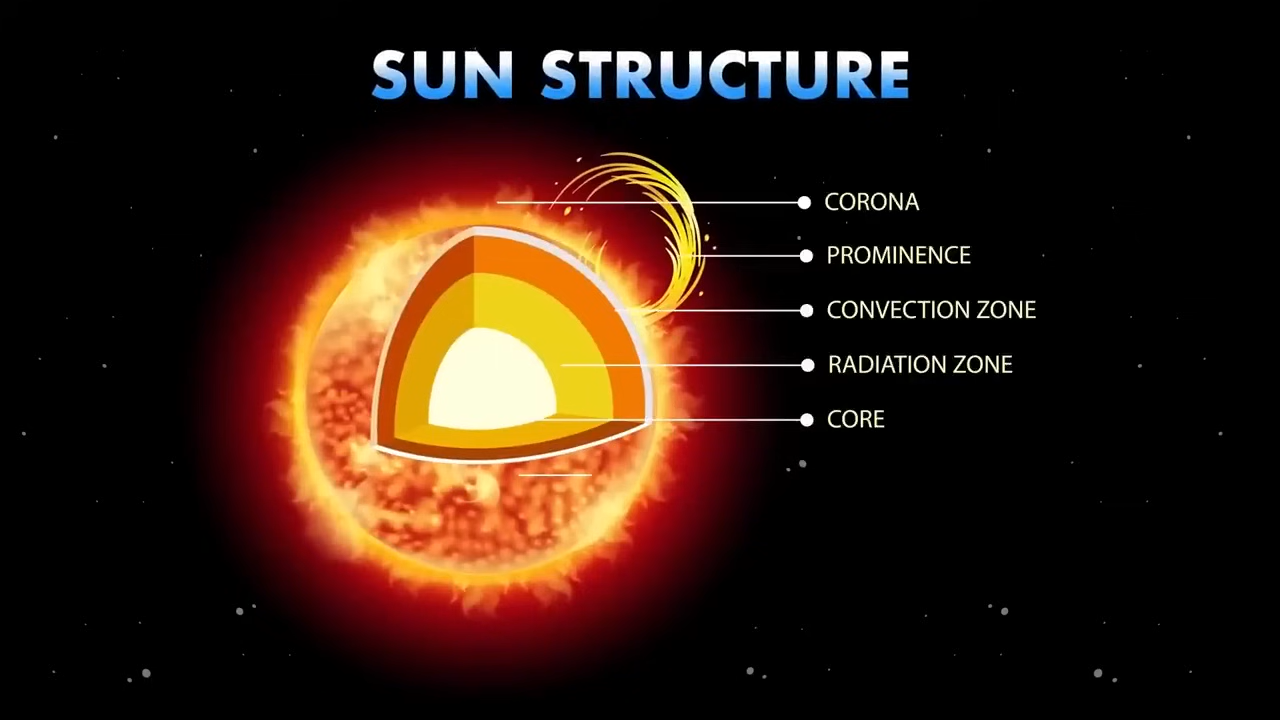 SUN STRUCTURE
CORONA
PROMINENCE
CONVECTION ZONE
RADIATION ZONE
CORE